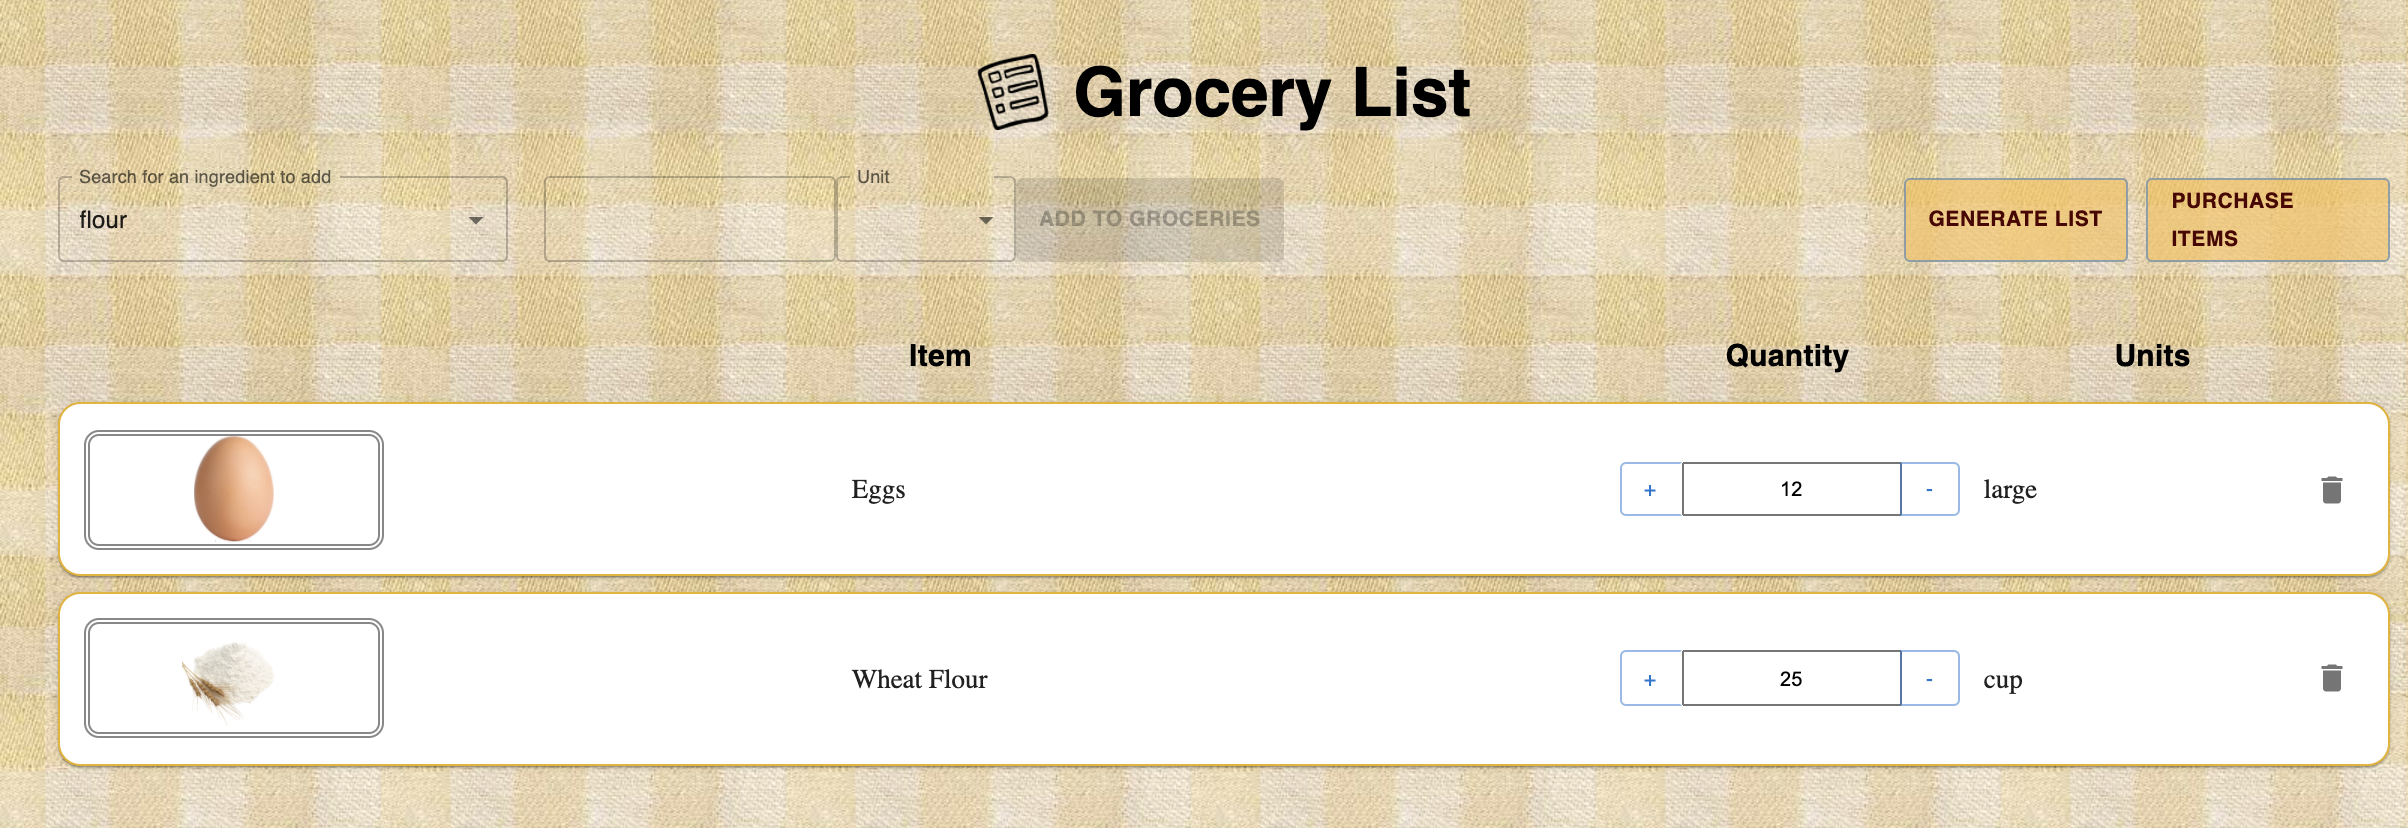 Grocery List
Search for an ingredient to add
flour
Unit
ADD TO GROCERIES
GENERATE LIST
PURCHASE
ITEMS
Item Quantity Units
Eggs + 12 - large
Wheat Flour + 25 - cup